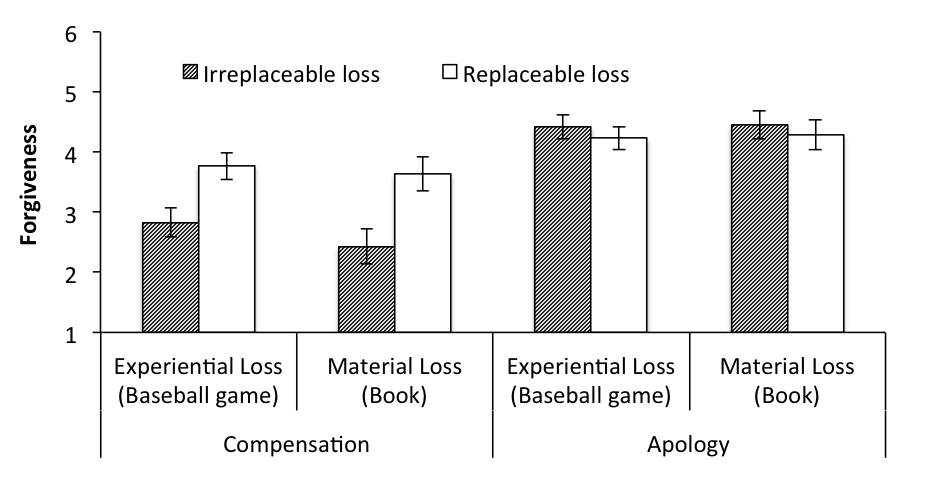 6
Irreplaceable loss Replaceable loss
5
4
3
2
1
Forgiveness
Experiential Loss
(Baseball game)
Material Loss
(Book)
Experiential Loss
(Baseball game)
Material Loss
(Book)
Compensation
Apology